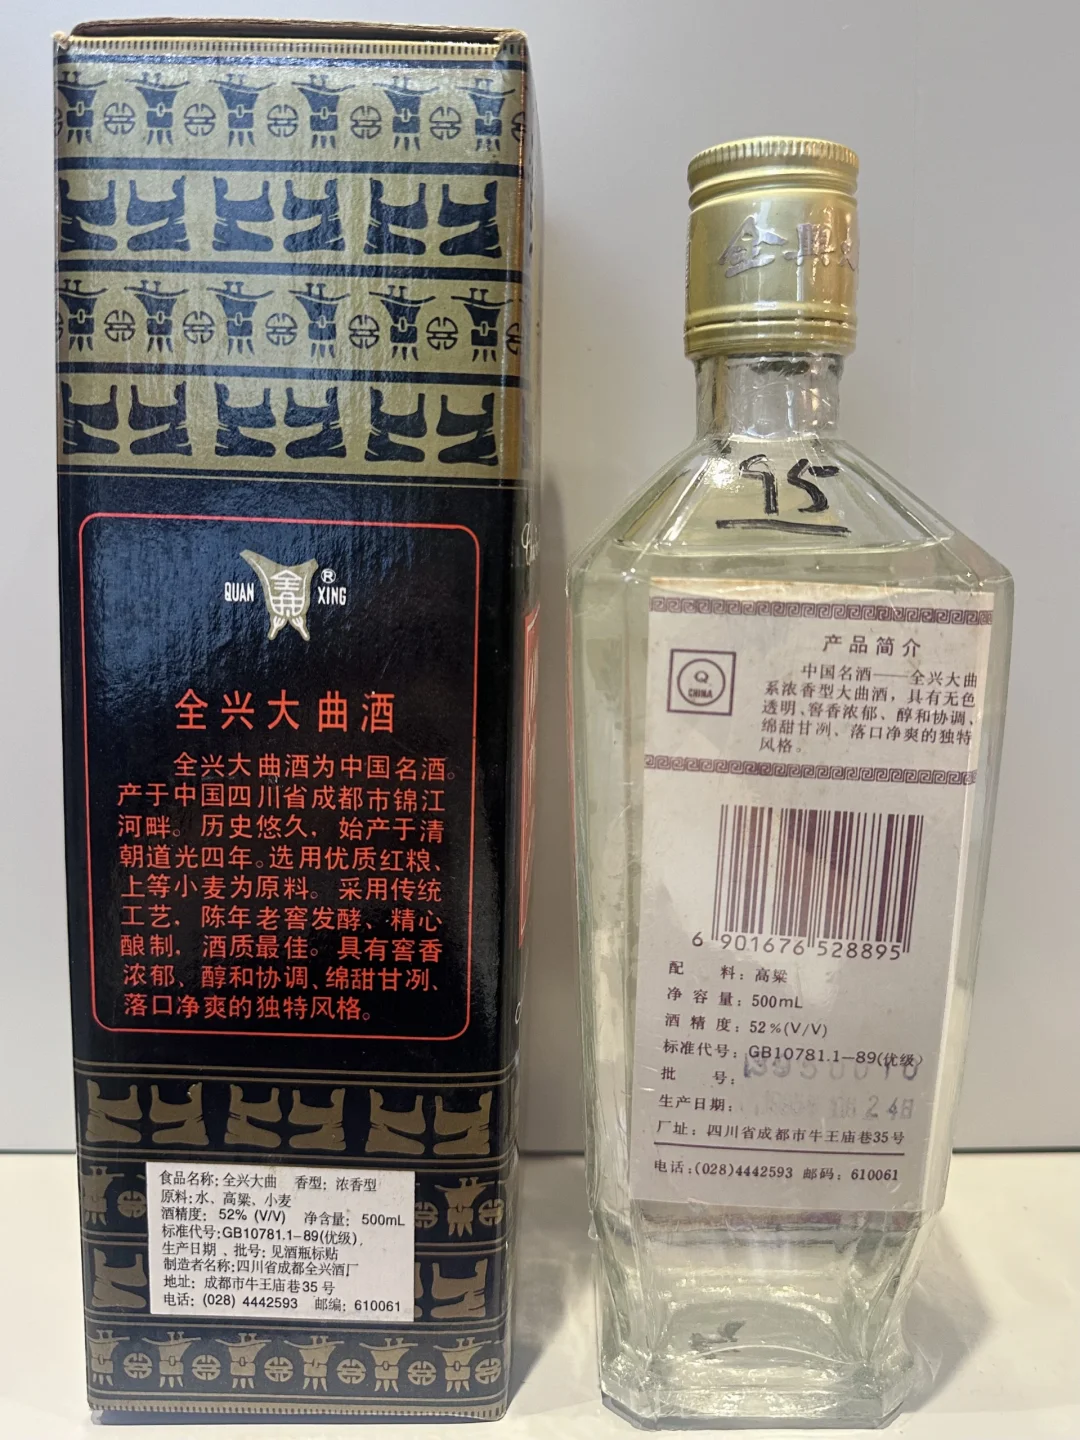 QUAN XING
®
全兴大曲酒
全兴大曲酒为中国名酒。
产于中国四川省成都市锦江
河畔。历史悠久，始产于清
朝道光四年。选用优质红粮、
上等小麦为原料。采用传统
工艺，陈年老窖发酵、精心
酿制，酒质最佳。具有窖香
浓郁、醇和协调、绵甜甘冽、
落口净爽的独特风格。
食品名称:全兴大曲 香型:浓香型
原料:水、高粱、小麦
酒精度: 52% (V/V) 净含量: 500mL
标准代号:GB10781.1-89(优级)，
生产日期、批号:见酒瓶标贴
制造者名称:四川省成都全兴酒厂
地址: 成都市牛王庙巷35号
电话: (028) 4442593 邮编: 610061
全興
95
产品简介
Q
CHINA
中国名酒——全兴大曲
系浓香型大曲酒，具有无色
透明、窖香浓郁、醇和协调、
绵甜甘冽、落口净爽的独特
风格。
6 901676 528895
配 料: 高粱
净容量: 500mL
酒精度: 52%(V/V)
标准代号: GB10781.1-89(优级)
批 号:
生产日期: 24日
厂址: 四川省成都市牛王庙巷35号
电话:(028)4442593 邮码: 610061